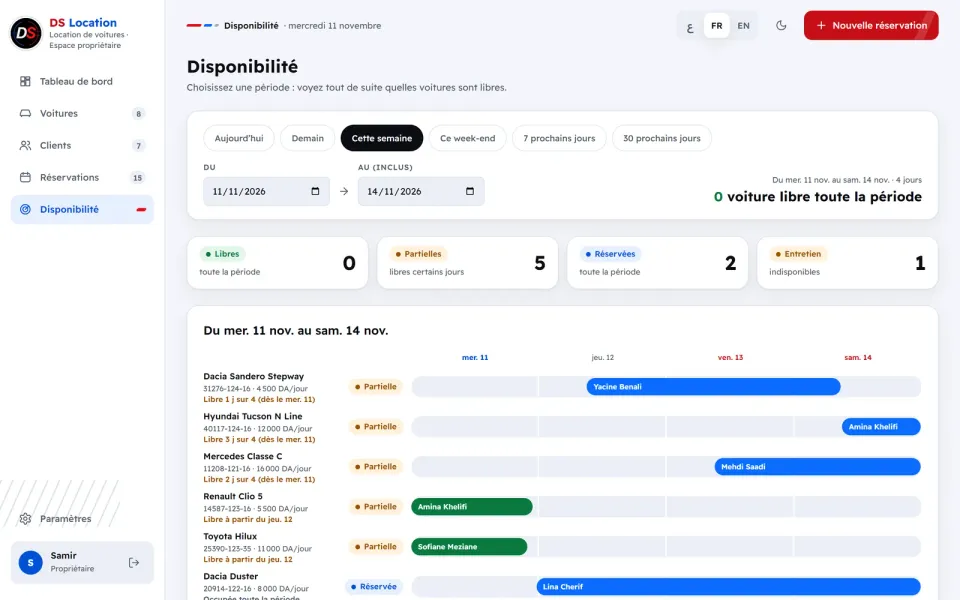 DS
DS Location
Location de voitures ·
Espace propriétaire
Tableau de bord
Voitures 8
Clients 7
Réservations 15
Disponibilité
Paramètres
S
Samir
Propriétaire
Disponibilité · mercredi 11 novembre
ع FR EN
+ Nouvelle réservation
Disponibilité
Choisissez une période : voyez tout de suite quelles voitures sont libres.
Aujourd'hui Demain Cette semaine Ce week-end 7 prochains jours 30 prochains jours
DU AU (INCLUS)
11/11/2026 → 14/11/2026
Du mer. 11 nov. au sam. 14 nov. · 4 jours
0 voiture libre toute la période
Libres
toute la période
0
Partielles
libres certains jours
5
Réservées
toute la période
2
Entretien
indisponibles
1
Du mer. 11 nov. au sam. 14 nov.
mer. 11 jeu. 12 ven. 13 sam. 14
Dacia Sandero Stepway
31276-124-16 · 4 500 DA/jour
Libre 1 j sur 4 (dès le mer. 11)
Partielle
Yacine Benali
Hyundai Tucson N Line
40117-124-16 · 12 000 DA/jour
Libre 3 j sur 4 (dès le mer. 11)
Partielle
Amina Khelifi
Mercedes Classe C
11208-121-16 · 16 000 DA/jour
Libre 2 j sur 4 (dès le mer. 11)
Partielle
Mehdi Saadi
Renault Clio 5
14587-123-16 · 5 500 DA/jour
Libre à partir du jeu. 12
Partielle
Amina Khelifi
Toyota Hilux
25390-123-35 · 11 000 DA/jour
Libre à partir du jeu. 12
Partielle
Sofiane Meziane
Dacia Duster
20914-122-16 · 8 000 DA/jour
Occupée toute la période
Réservée
Lina Cherif